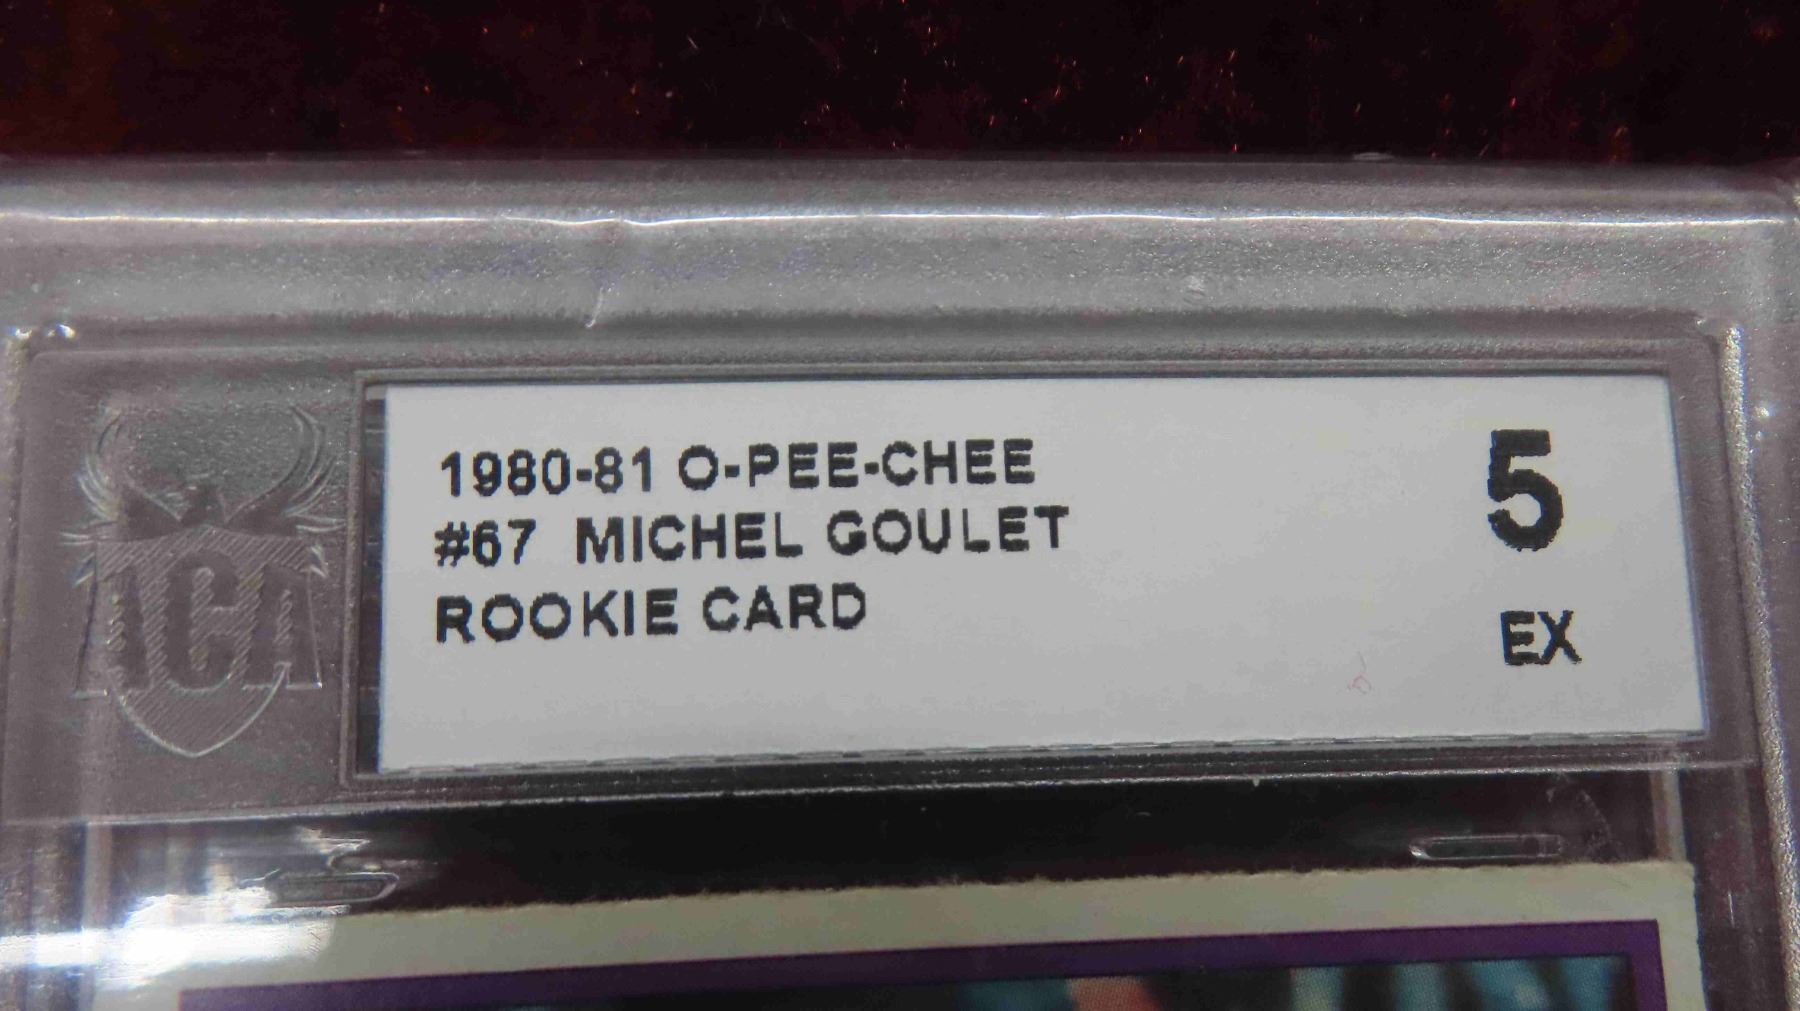 ACA
1980-81 O-PEE-CHEE
#67 MICHEL GOULET
ROOKIE CARD
5
EX